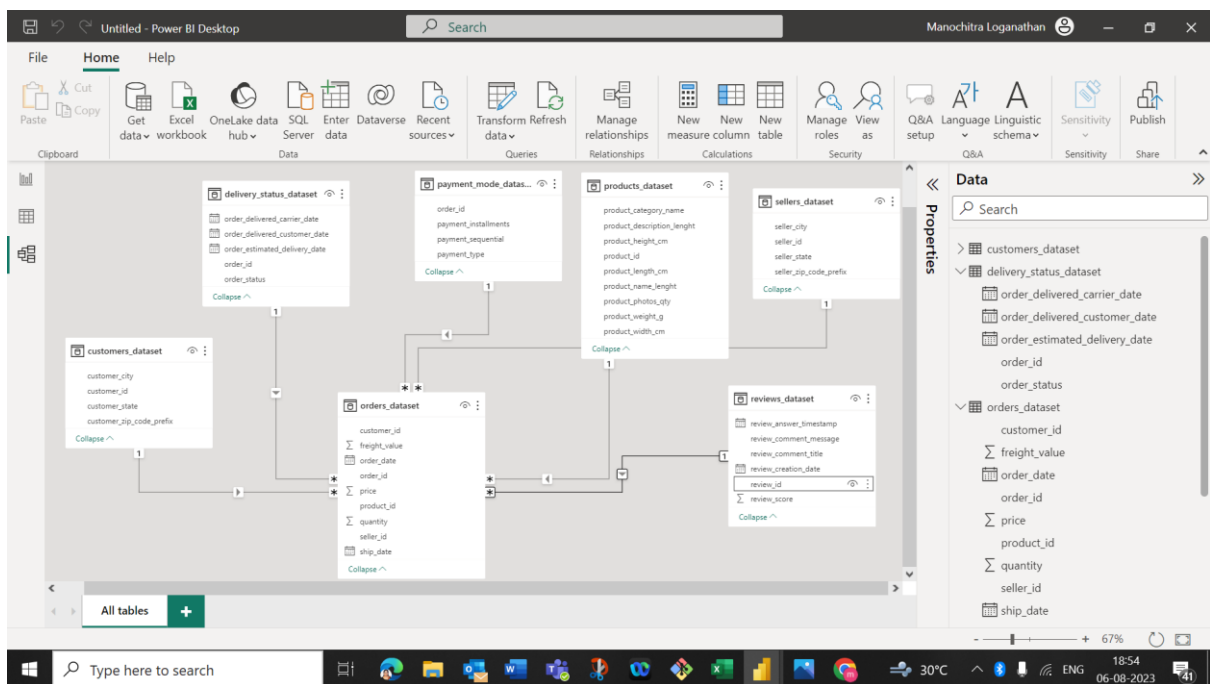 Untitled - Power BI Desktop
Search
Manochitra Loganathan
File Home Help
Paste
Cut
Copy
Get data
Excel workbook
OneLake data hub
SQL Server
Enter data
Dataverse
Recent sources
Transform data
Refresh
Manage relationships
New measure
New column
New table
Manage roles
View as
Q&A setup
Language
Linguistic schema
Sensitivity
Publish
Clipboard
Data
Queries
Relationships
Calculations
Security
Q&A
Sensitivity
Share
delivery_status_dataset
order_delivered_carrier_date
order_delivered_customer_date
order_estimated_delivery_date
order_id
order_status
Collapse
1
payment_mode_datas...
order_id
payment_installments
payment_sequential
payment_type
Collapse
1
products_dataset
product_category_name
product_description_lenght
product_height_cm
product_id
product_length_cm
product_name_lenght
product_photos_qty
product_weight_g
product_width_cm
Collapse
1
sellers_dataset
seller_city
seller_id
seller_state
seller_zip_code_prefix
Collapse
1
customers_dataset
customer_city
customer_id
customer_state
customer_zip_code_prefix
Collapse
1
* *
* *
* *
orders_dataset
customer_id
∑ freight_value
order_date
order_id
∑ price
product_id
∑ quantity
seller_id
ship_date
Collapse
reviews_dataset
review_answer_timestamp
review_comment_message
review_comment_title
review_creation_date
review_id
∑ review_score
Collapse
1
Properties
Data
Search
customers_dataset
delivery_status_dataset
order_delivered_carrier_date
order_delivered_customer_date
order_estimated_delivery_date
order_id
order_status
orders_dataset
customer_id
∑ freight_value
order_date
order_id
∑ price
product_id
∑ quantity
seller_id
ship_date
All tables +
- + 67%
Type here to search
30°C
ENG
18:54
06-08-2023
41